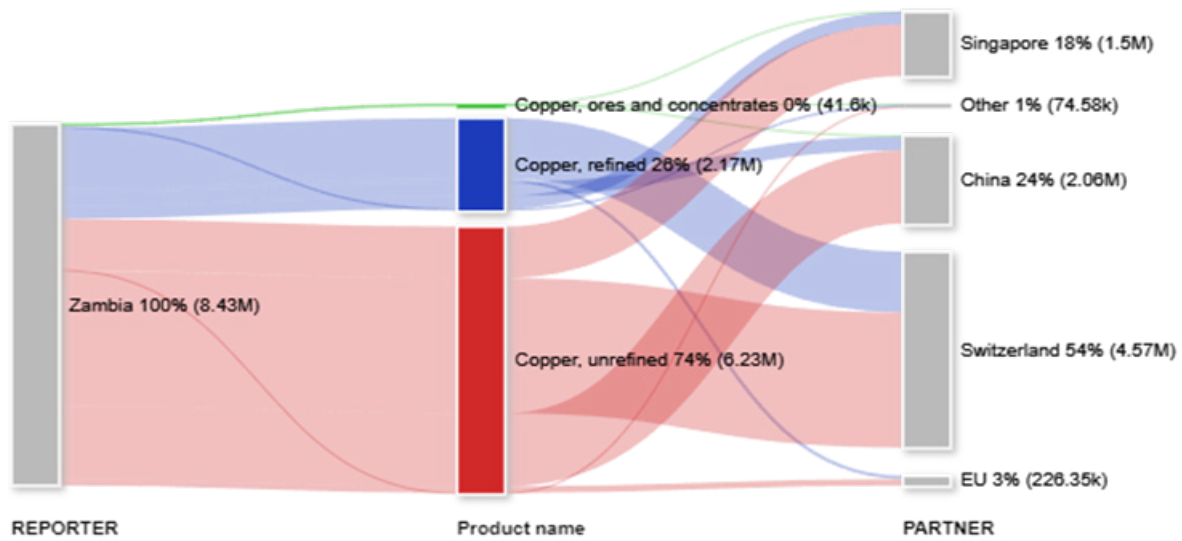 Singapore 18% (1.5M)
Copper, ores and concentrates 0% (41.6k)
Other 1% (74.58k)
Copper, refined 26% (2.17M)
China 24% (2.06M)
Zambia 100% (8.43M)
Switzerland 54% (4.57M)
Copper, unrefined 74% (6.23M)
EU 3% (226.35k)
REPORTER
Product name
PARTNER